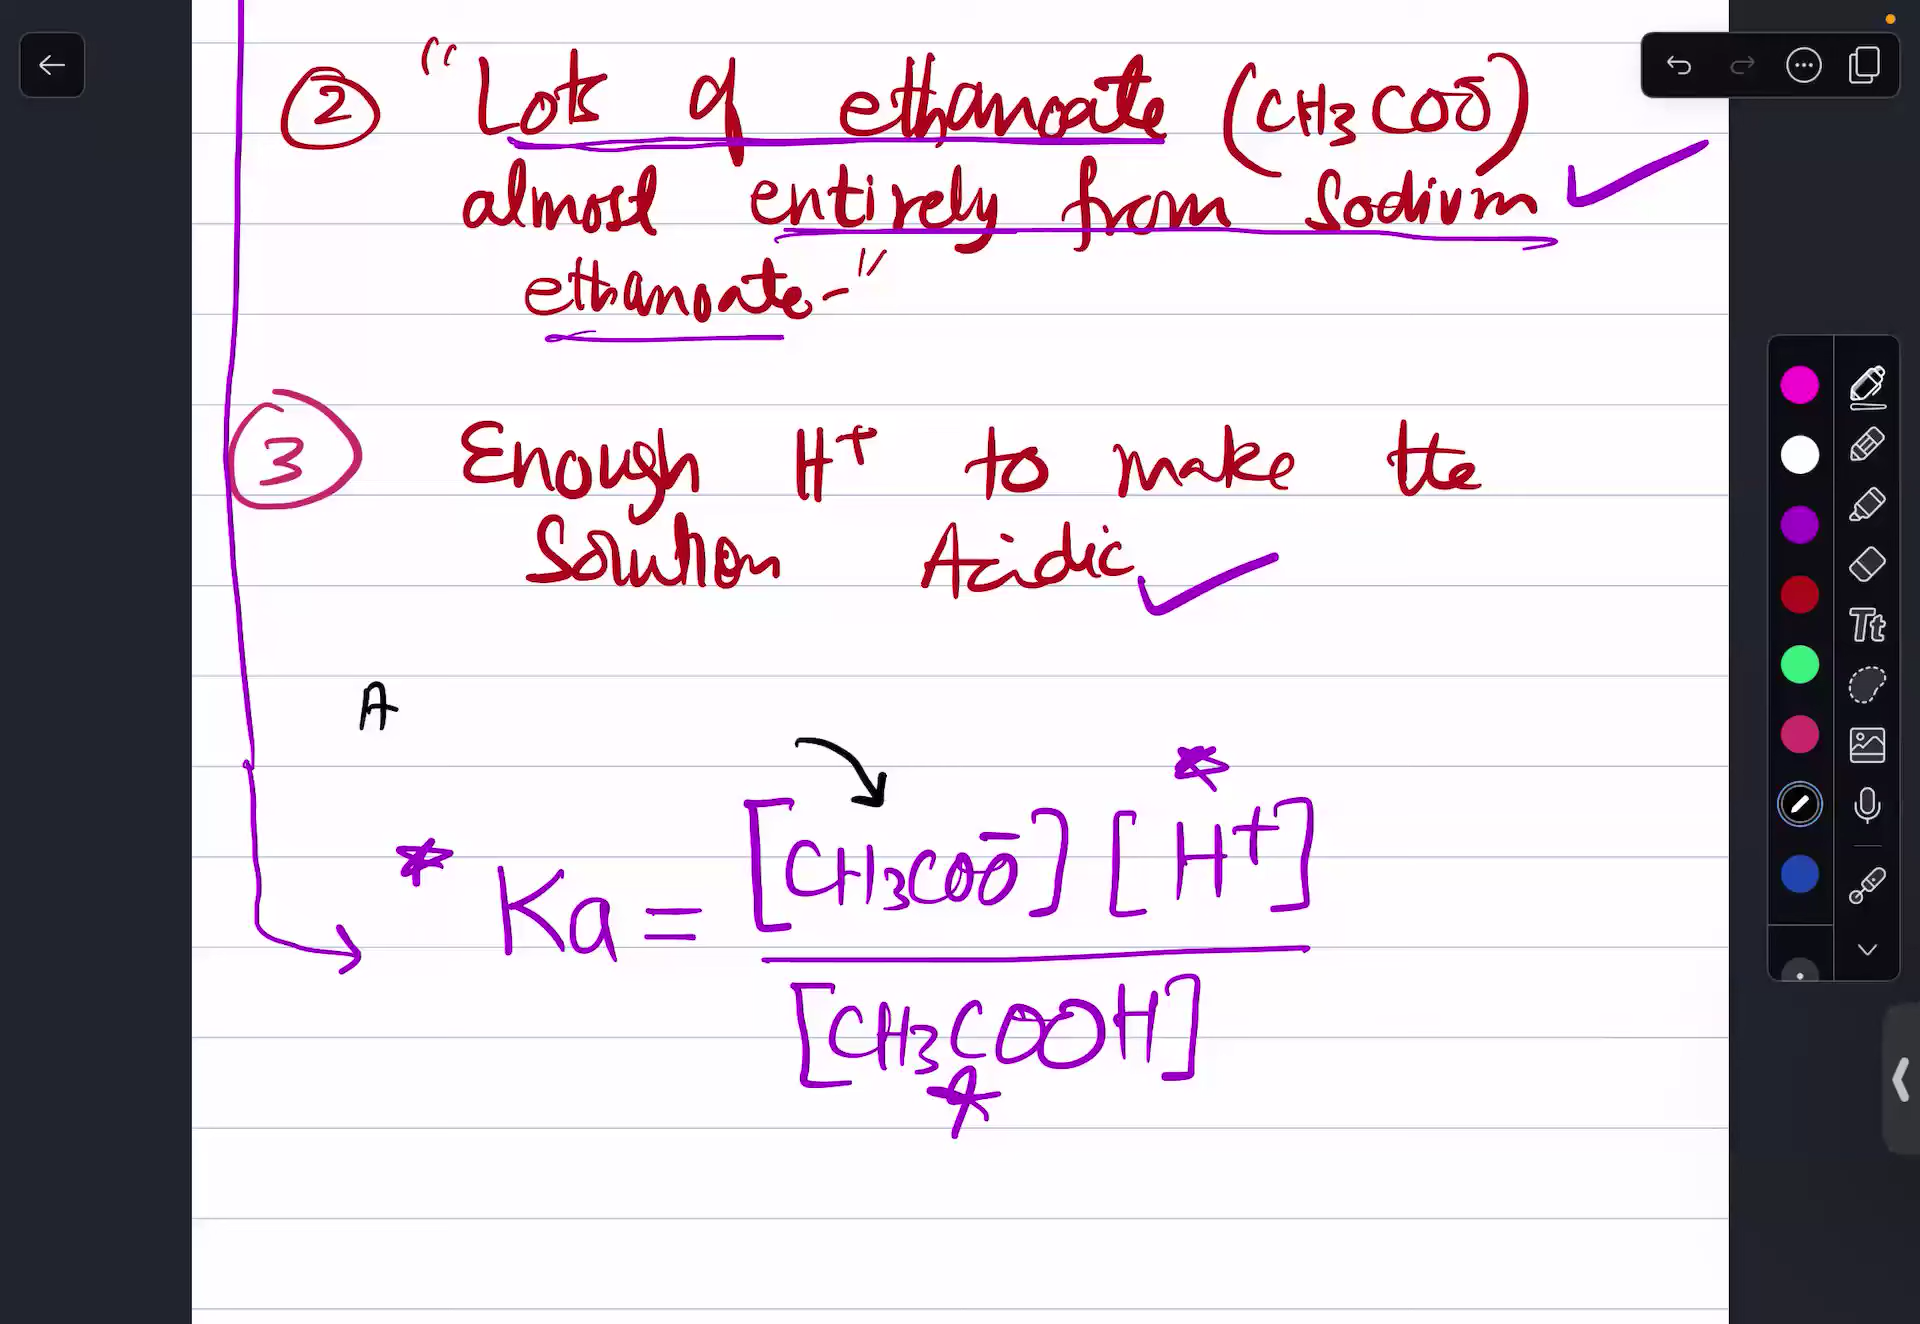 ② "Lots of ethanoate (CH3COO⁻)
almost entirely from Sodium
ethanoate-"
③ Enough H⁺ to make the
Solution Acidic
A
* Ka = [CH3COO⁻] [H⁺]
[CH3COOH]
Tt